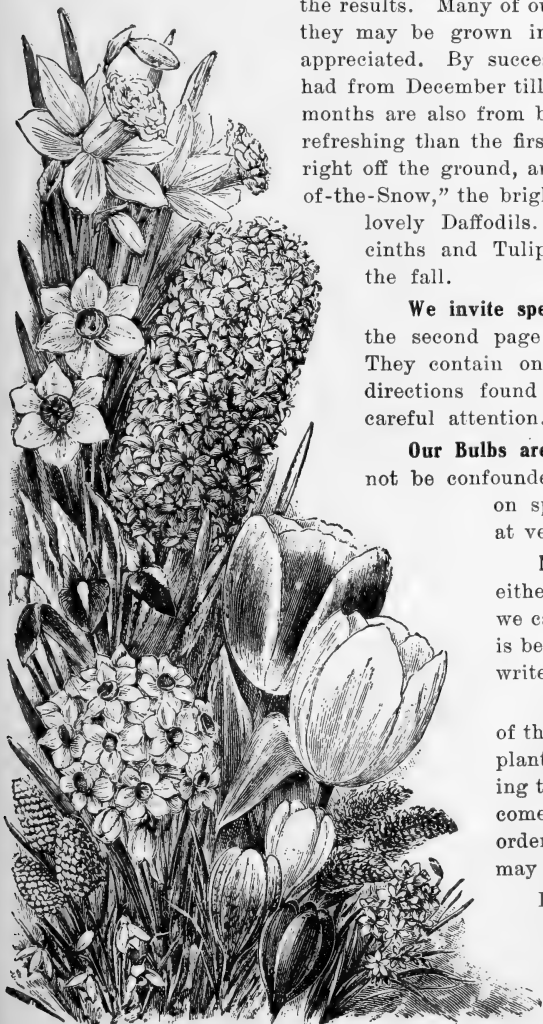 the results. Many of ou
they may be grown in
appreciated. By succe
had from December till
months are also from b
refreshing than the firs
right off the ground, a
of-the-Snow,” the brigh
lovely Daffodils.
cinths and Tulip
the fall.
We invite spe
the second page
They contain on
directions found
careful attention.
Our Bulbs are
not be confounde
on sp
at ve
eithe
we ca
is be
write
of th
plant
ing t
come
order
may